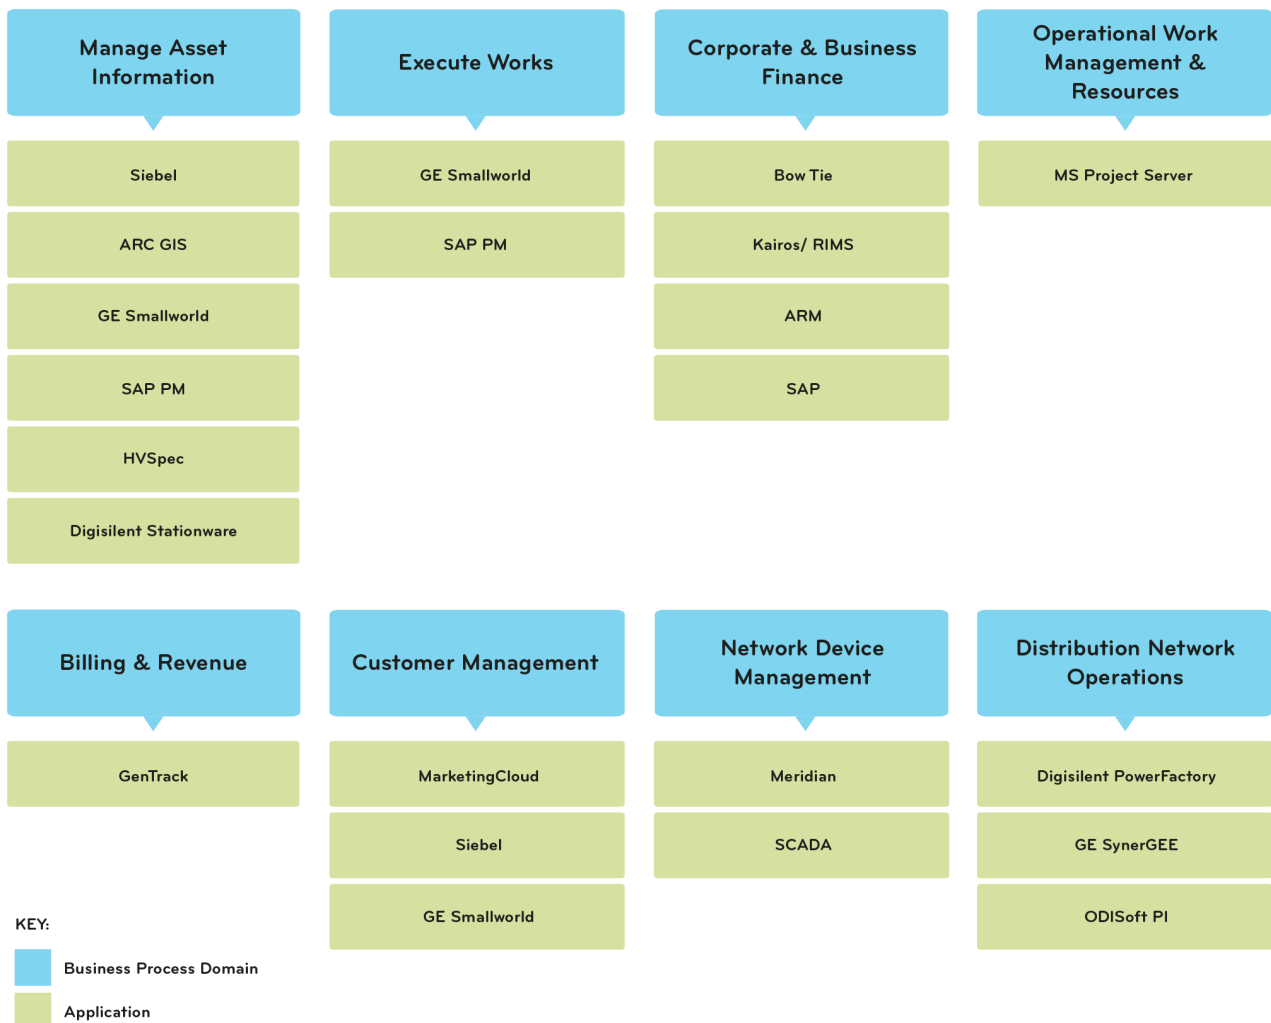 Manage Asset
Information
Execute Works
Corporate & Business
Finance
Operational Work
Management &
Resources
Siebel
ARC GIS
GE Smallworld
SAP PM
HVSpec
Digisilent Stationware
GE Smallworld
SAP PM
Bow Tie
Kairos/ RIMS
ARM
SAP
MS Project Server
Billing & Revenue
Customer Management
Network Device
Management
Distribution Network
Operations
GenTrack
MarketingCloud
Siebel
GE Smallworld
Meridian
SCADA
Digisilent PowerFactory
GE SynerGEE
ODISoft PI
KEY:
Business Process Domain
Application